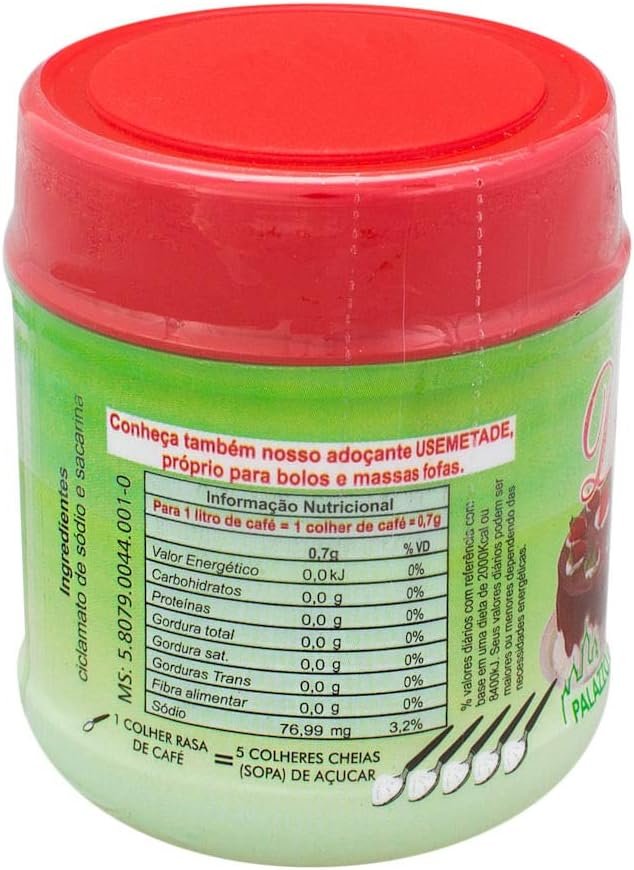 Conheça também nosso adoçante USEMETADE,
próprio para bolos e massas fofas.
Ingredientes
ciclamato de sódio e sacarina
MS: 5.8079.0044.001-0
Informação Nutricional
Para 1 litro de café = 1 colher de café = 0,7g
0,7g % VD
Valor Energético 0,0 kJ 0%
Carbohidratos 0,0 g 0%
Proteínas 0,0 g 0%
Gordura total 0,0 g 0%
Gordura sat. 0,0 g 0%
Gorduras Trans 0,0 g 0%
Fibra alimentar 0,0 g 0%
Sódio 76,99 mg 3,2%
% valores diários com referência com
base em uma dieta de 2000Kcal ou
8400kJ. Seus valores diários podem ser
maiores ou menores dependendo das
necessidades energéticas.
1 COLHER RASA
DE CAFÉ
=
5 COLHERES CHEIAS
(SOPA) DE AÇUCAR